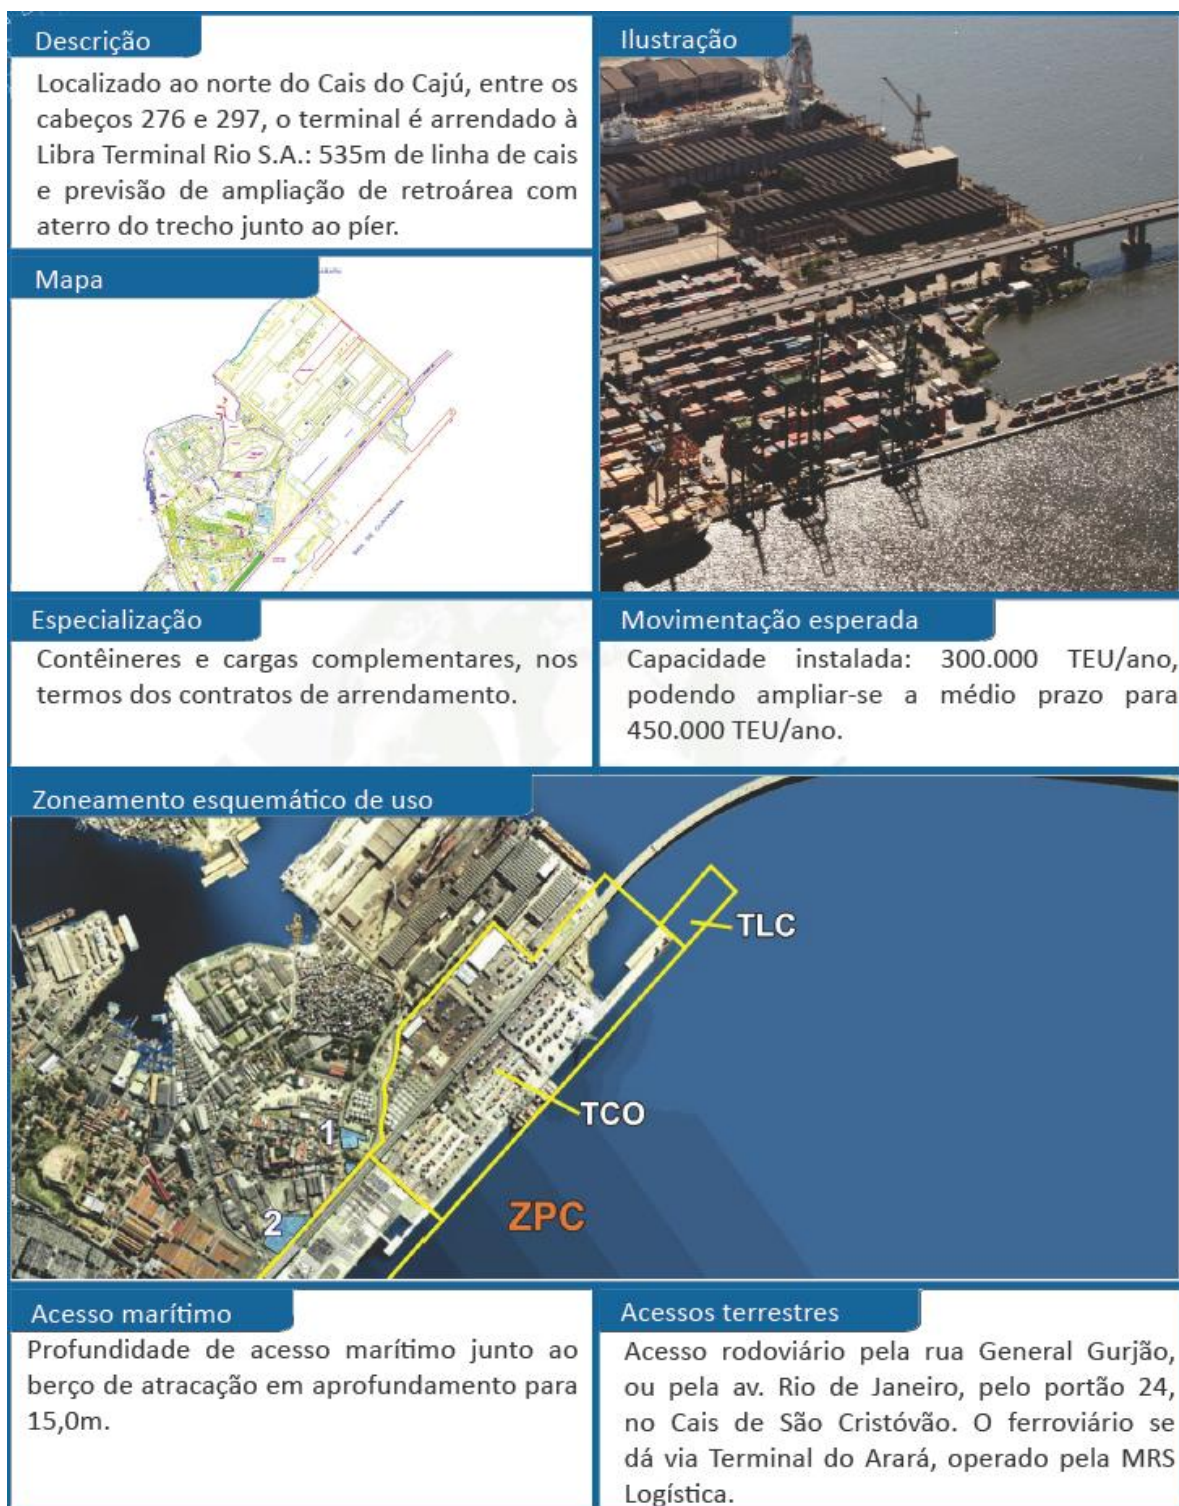 Descrição
Localizado ao norte do Cais do Cajú, entre os
cabeços 276 e 297, o terminal é arrendado à
Libra Terminal Rio S.A.: 535m de linha de cais
e previsão de ampliação de retroárea com
aterro do trecho junto ao píer.
Ilustração
Mapa
BAIA DE GUANABARA
Especialização
Contêineres e cargas complementares, nos
termos dos contratos de arrendamento.
Movimentação esperada
Capacidade instalada: 300.000 TEU/ano,
podendo ampliar-se a médio prazo para
450.000 TEU/ano.
Zoneamento esquemático de uso
TLC
TCO
1
2
ZPC
Acesso marítimo
Profundidade de acesso marítimo junto ao
berço de atracação em aprofundamento para
15,0m.
Acessos terrestres
Acesso rodoviário pela rua General Gurjão,
ou pela av. Rio de Janeiro, pelo portão 24,
no Cais de São Cristóvão. O ferroviário se
dá via Terminal do Arará, operado pela MRS
Logística.